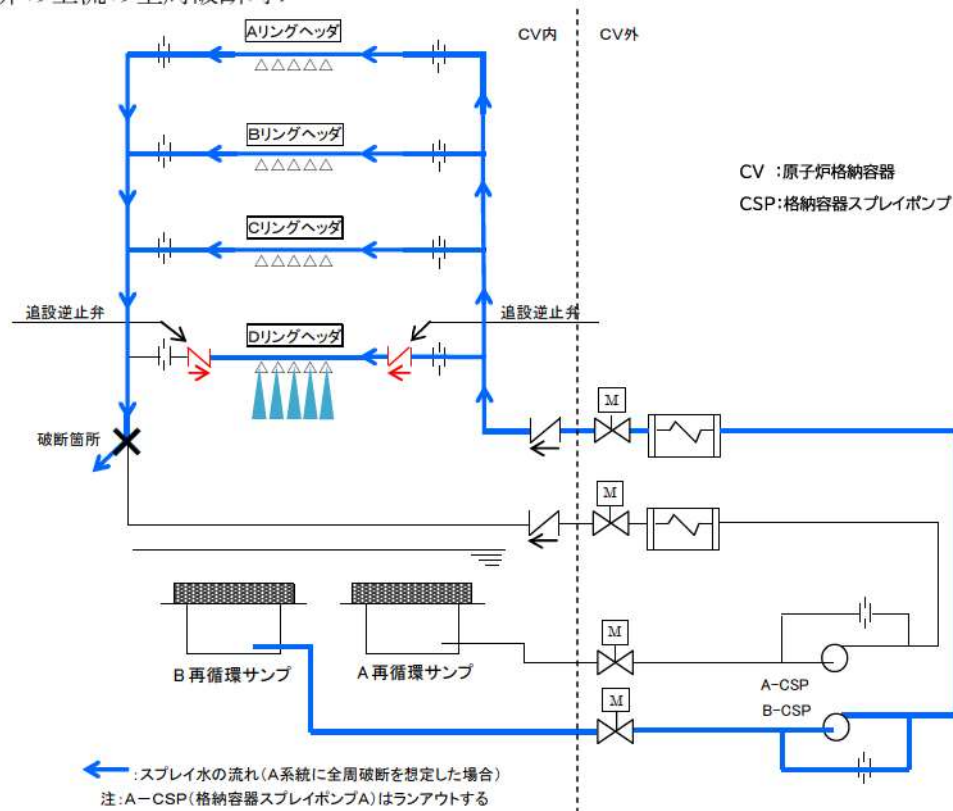 Aリングヘッダ
CV内
CV外
Bリングヘッダ
CV :原子炉格納容器
CSP:格納容器スプレイポンプ
Cリングヘッダ
追設逆止弁
Dリングヘッダ
追設逆止弁
M
破断箇所
M
M
B再循環サンプ
A再循環サンプ
A-CSP
B-CSP
M
:スプレイ水の流れ(A系統に全周破断を想定した場合)
注:A-CSP(格納容器スプレイポンプA)はランアウトする